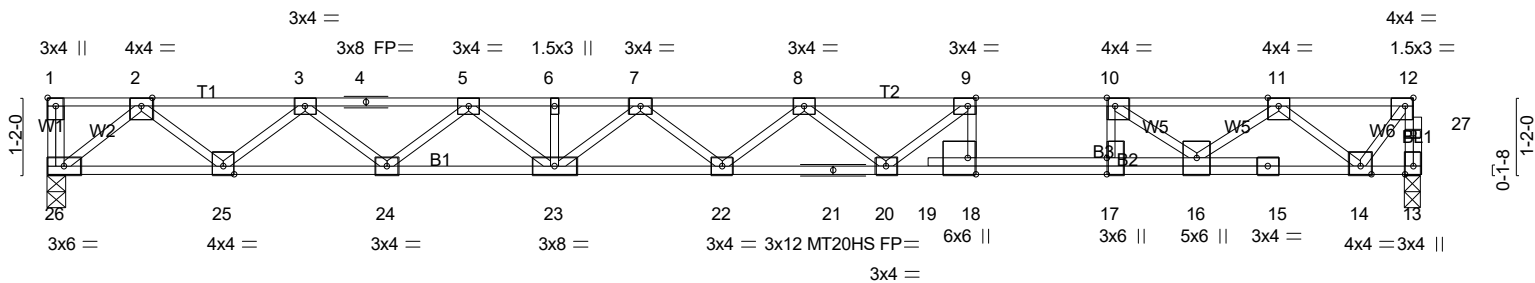 3x4 = 4x4 =
3x4 || 4x4 = 3x8 FP= 3x4 = 1.5x3 || 3x4 = 3x4 = 3x4 = 4x4 = 4x4 = 1.5x3 =
1 2 3 4 5 6 7 8 9 10 11 12
T1 T2
W1 W2 W5 W5 W6 27
1-2-0 B1 B3 B2 BL1 0-1-8 1-2-0
26 25 24 23 22 21 20 19 18 17 16 15 14 13
3x6 = 4x4 = 3x4 = 3x8 = 3x4 = 3x12 MT20HS FP= 6x6 || 3x6 || 5x6 || 3x4 = 4x4 = 3x4 ||
3x4 =